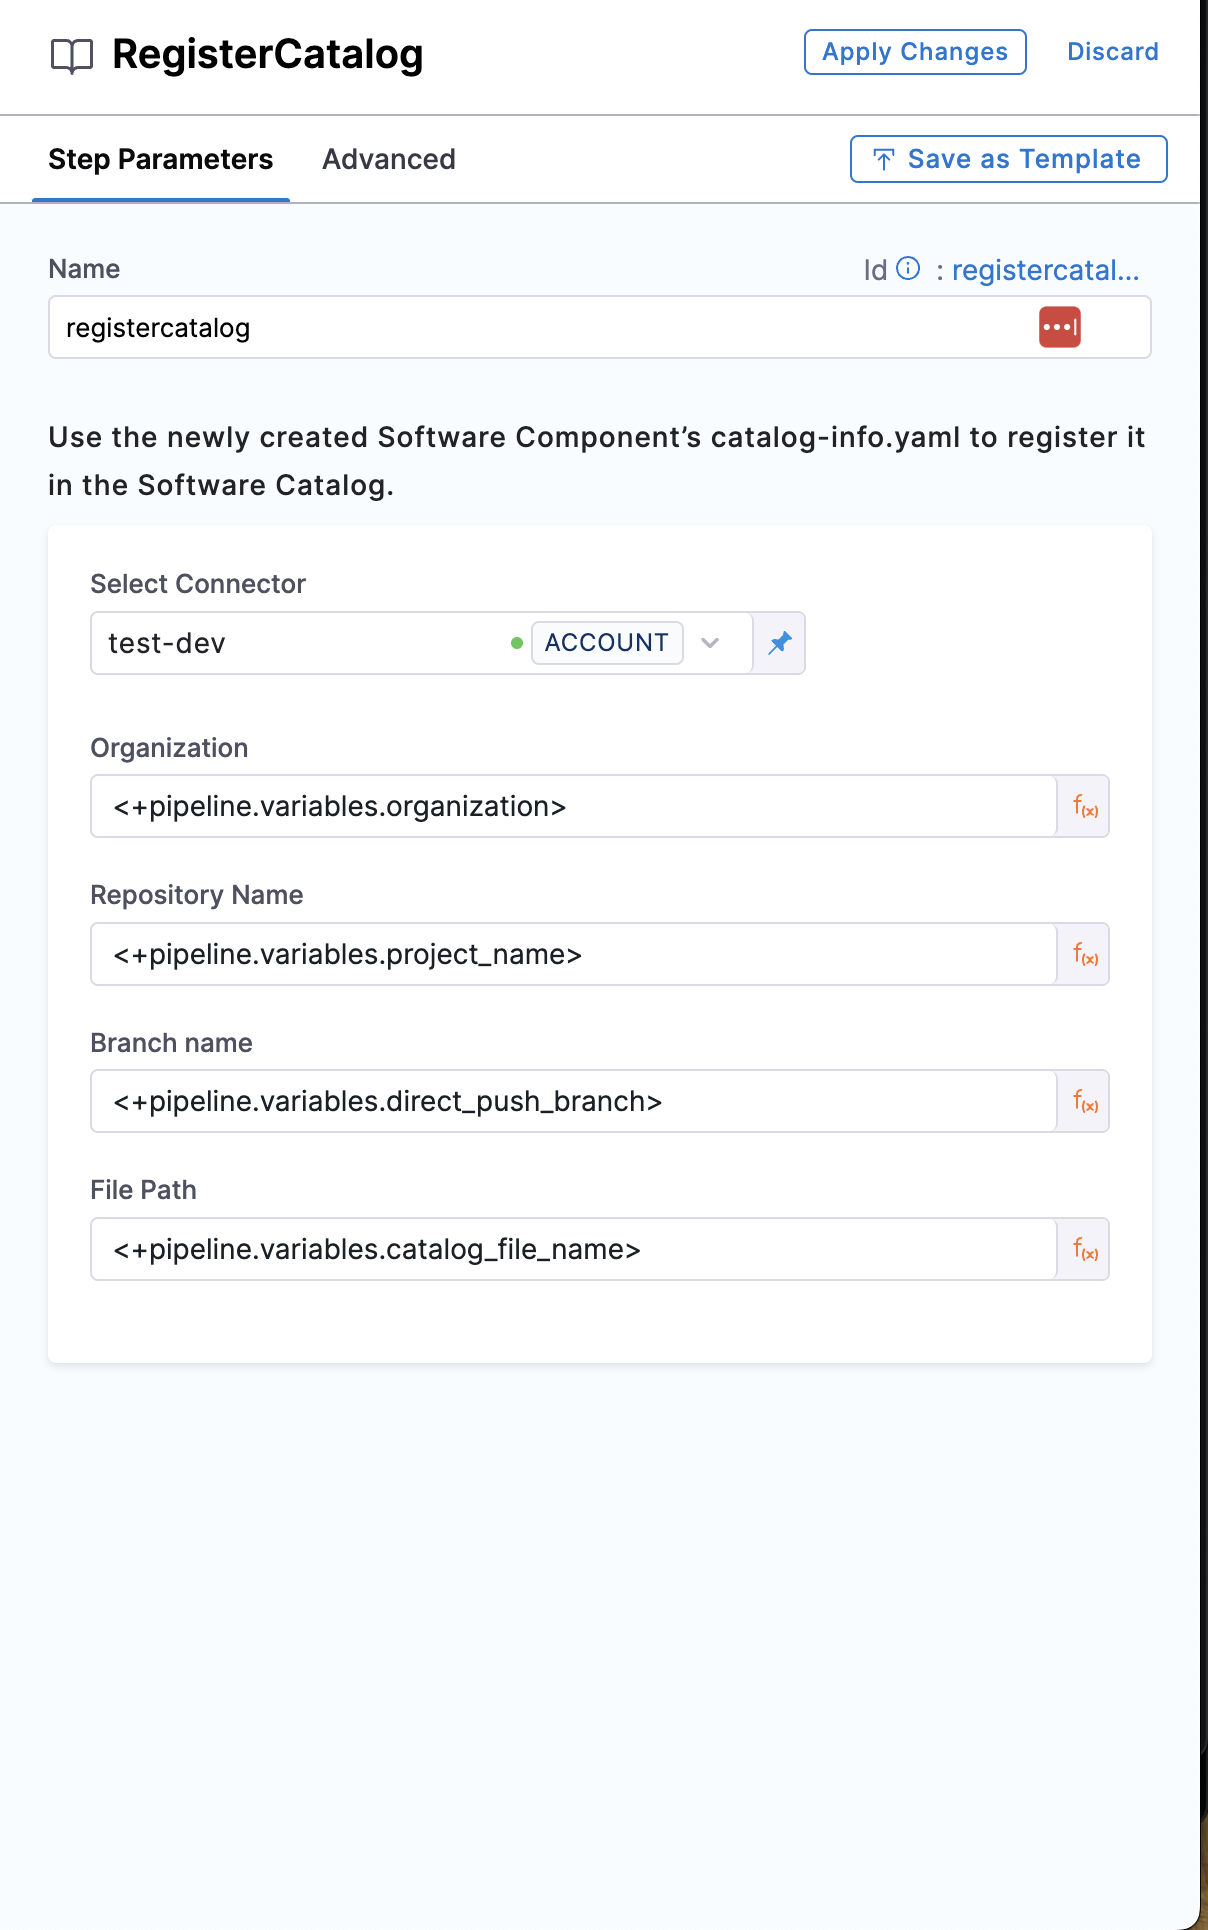 RegisterCatalog
Apply Changes
Discard
Step Parameters
Advanced
Save as Template
Name
Id : registercatal...
registercatalog
Use the newly created Software Component’s catalog-info.yaml to register it
in the Software Catalog.
Select Connector
test-dev
ACCOUNT
Organization
<+pipeline.variables.organization>
f(x)
Repository Name
<+pipeline.variables.project_name>
f(x)
Branch name
<+pipeline.variables.direct_push_branch>
f(x)
File Path
<+pipeline.variables.catalog_file_name>
f(x)